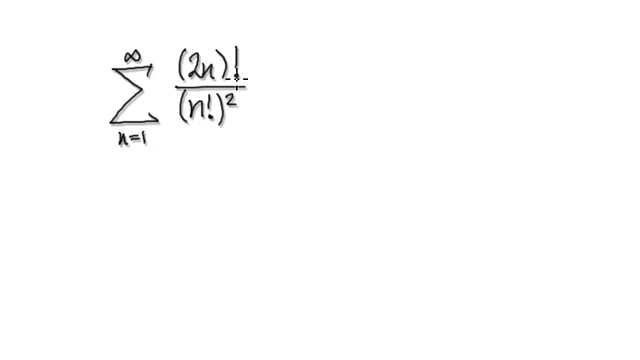 ∞
∑ (2n)! / (n!)²
n=1